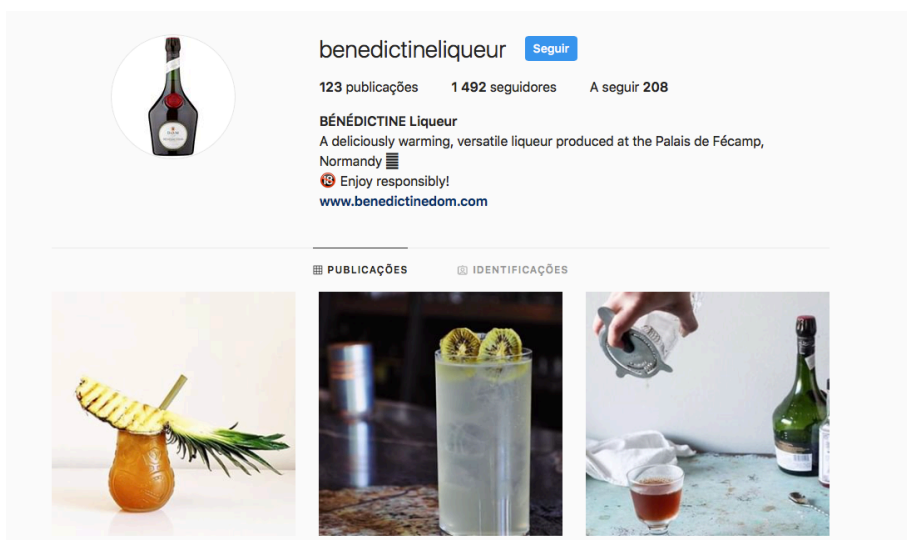 benedictineliqueur Seguir
123 publicações 1 492 seguidores A seguir 208
BÉNÉDICTINE Liqueur
A deliciously warming, versatile liqueur produced at the Palais de Fécamp,
Normandy
🔞 Enjoy responsibly!
www.benedictinedom.com
PUBLICAÇÕES IDENTIFICAÇÕES